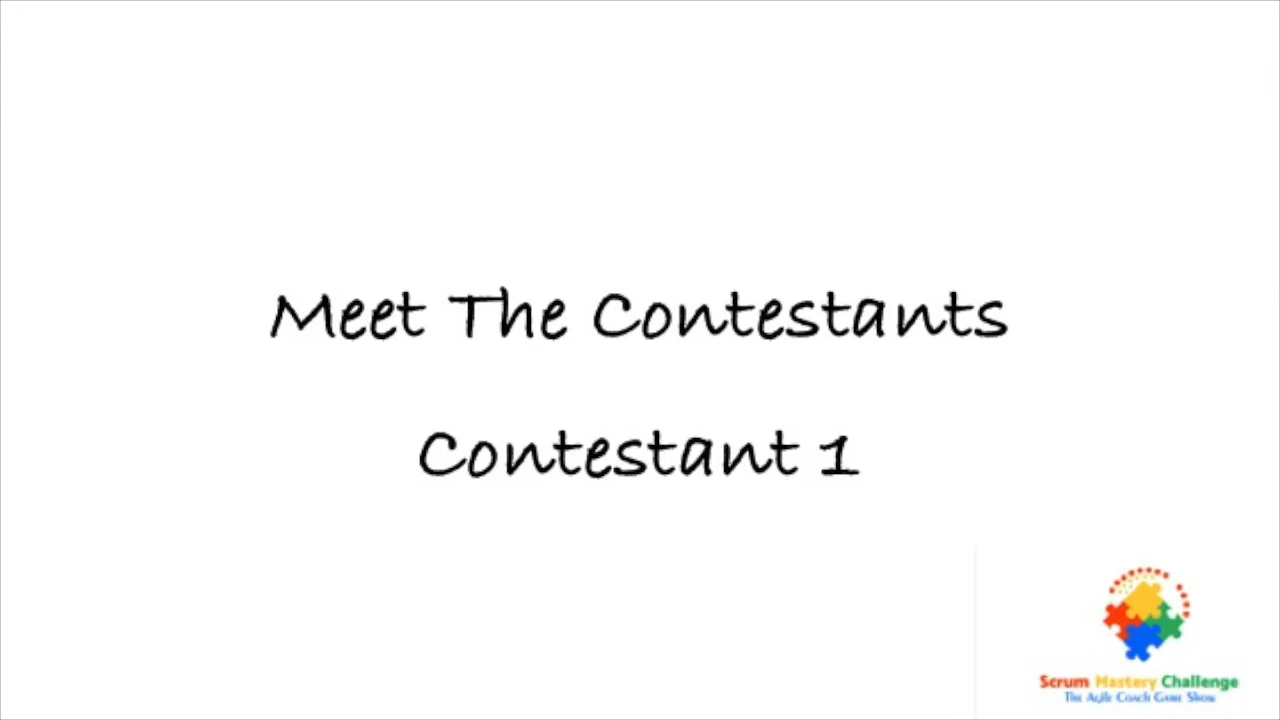 Meet The Contestants
Contestant 1
Scrum Mastery Challenge
The Agile Coach Game Show